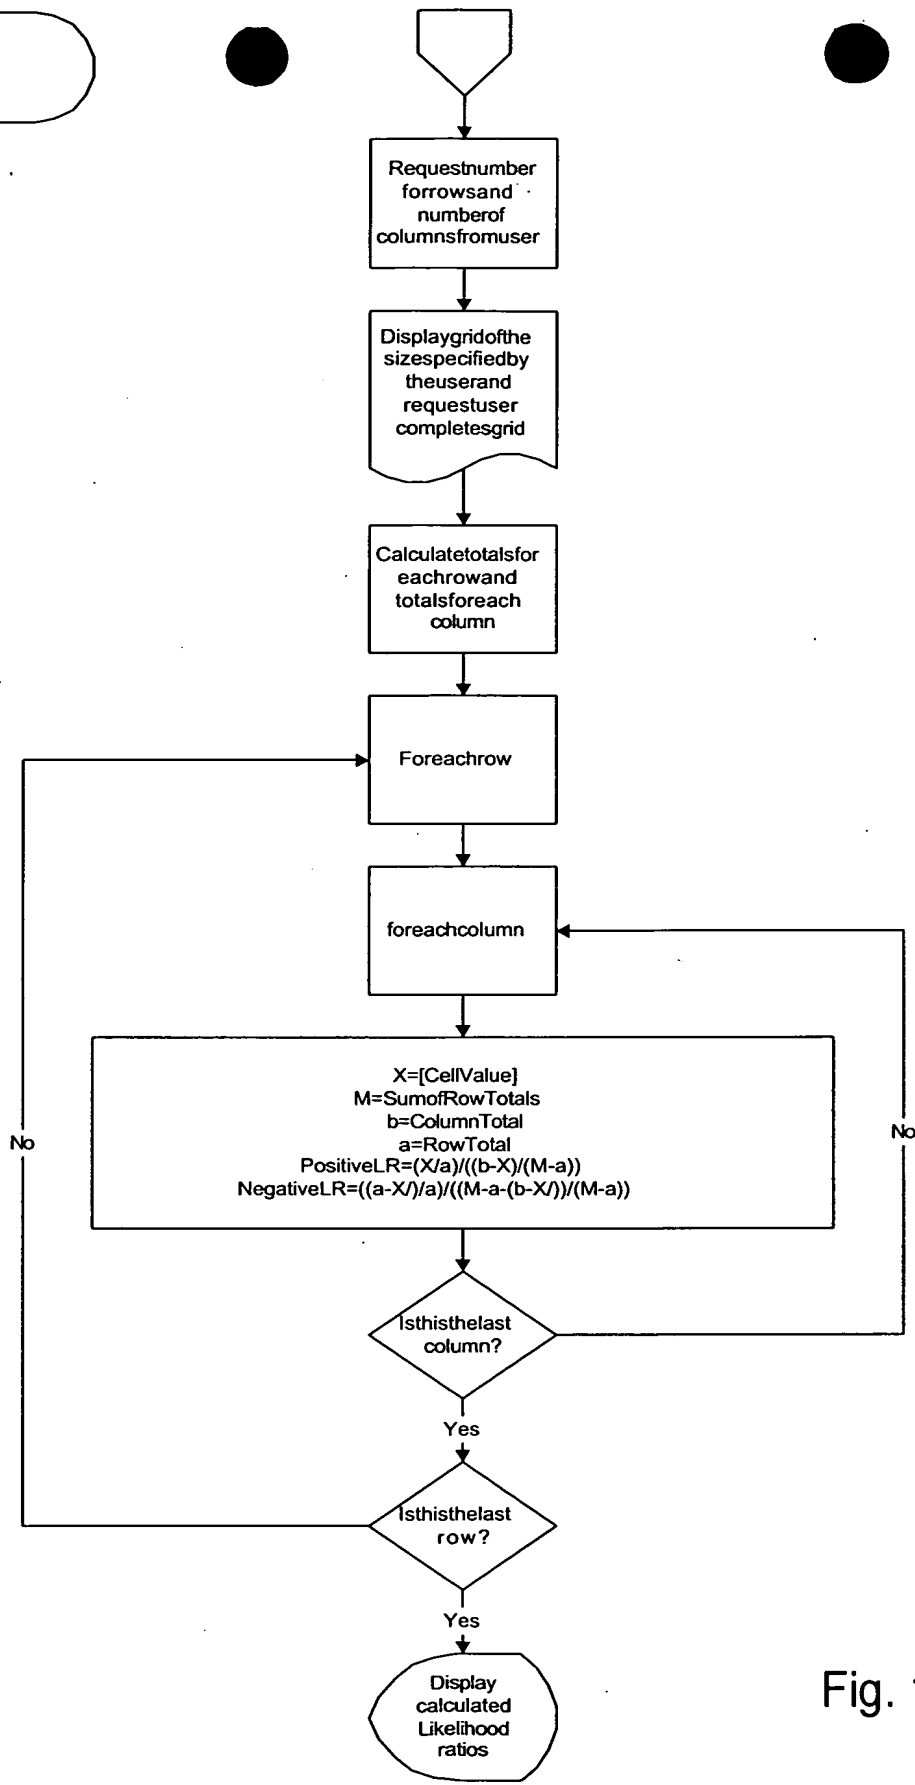 Requestnumber
forrowsand
numberof
columnsfromuser
Displaygridofthe
sizespecifiedby
theuserand
requestuser
completesgrid
Calculatetotalsfor
eachrowand
totalsforeach
column
Foreachrow
foreachcolumn
X=[CellValue]
M=SumofRowTotals
b=ColumnTotal
a=RowTotal
PositiveLR=(X/a)/((b-X)/(M-a))
NegativeLR=((a-X/)/a)/((M-a-(b-X/))/(M-a))
No
No
Isthisthelast
column?
Yes
Isthisthelast
row?
Yes
Display
calculated
Likelihood
ratios
Fig.